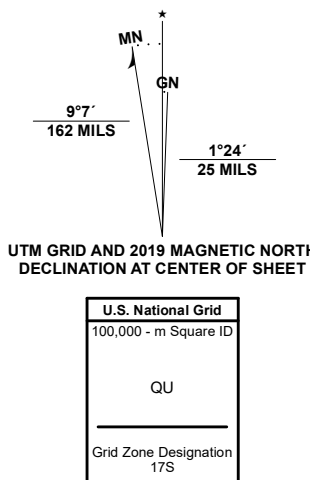 ★
MN
GN
9°7´
162 MILS
1°24´
25 MILS
UTM GRID AND 2019 MAGNETIC NORTH
DECLINATION AT CENTER OF SHEET
U.S. National Grid
100,000 - m Square ID
QU
Grid Zone Designation
17S